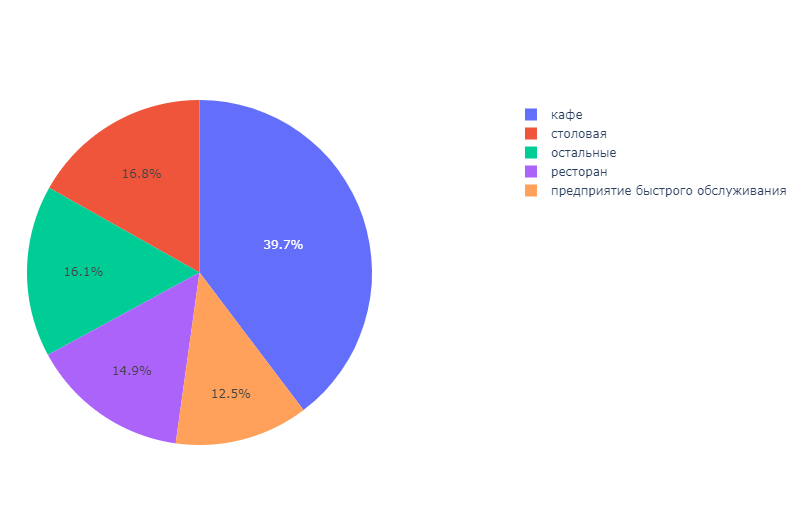 16.8%
39.7%
16.1%
14.9%
12.5%
кафе
столовая
остальные
ресторан
предприятие быстрого обслуживания